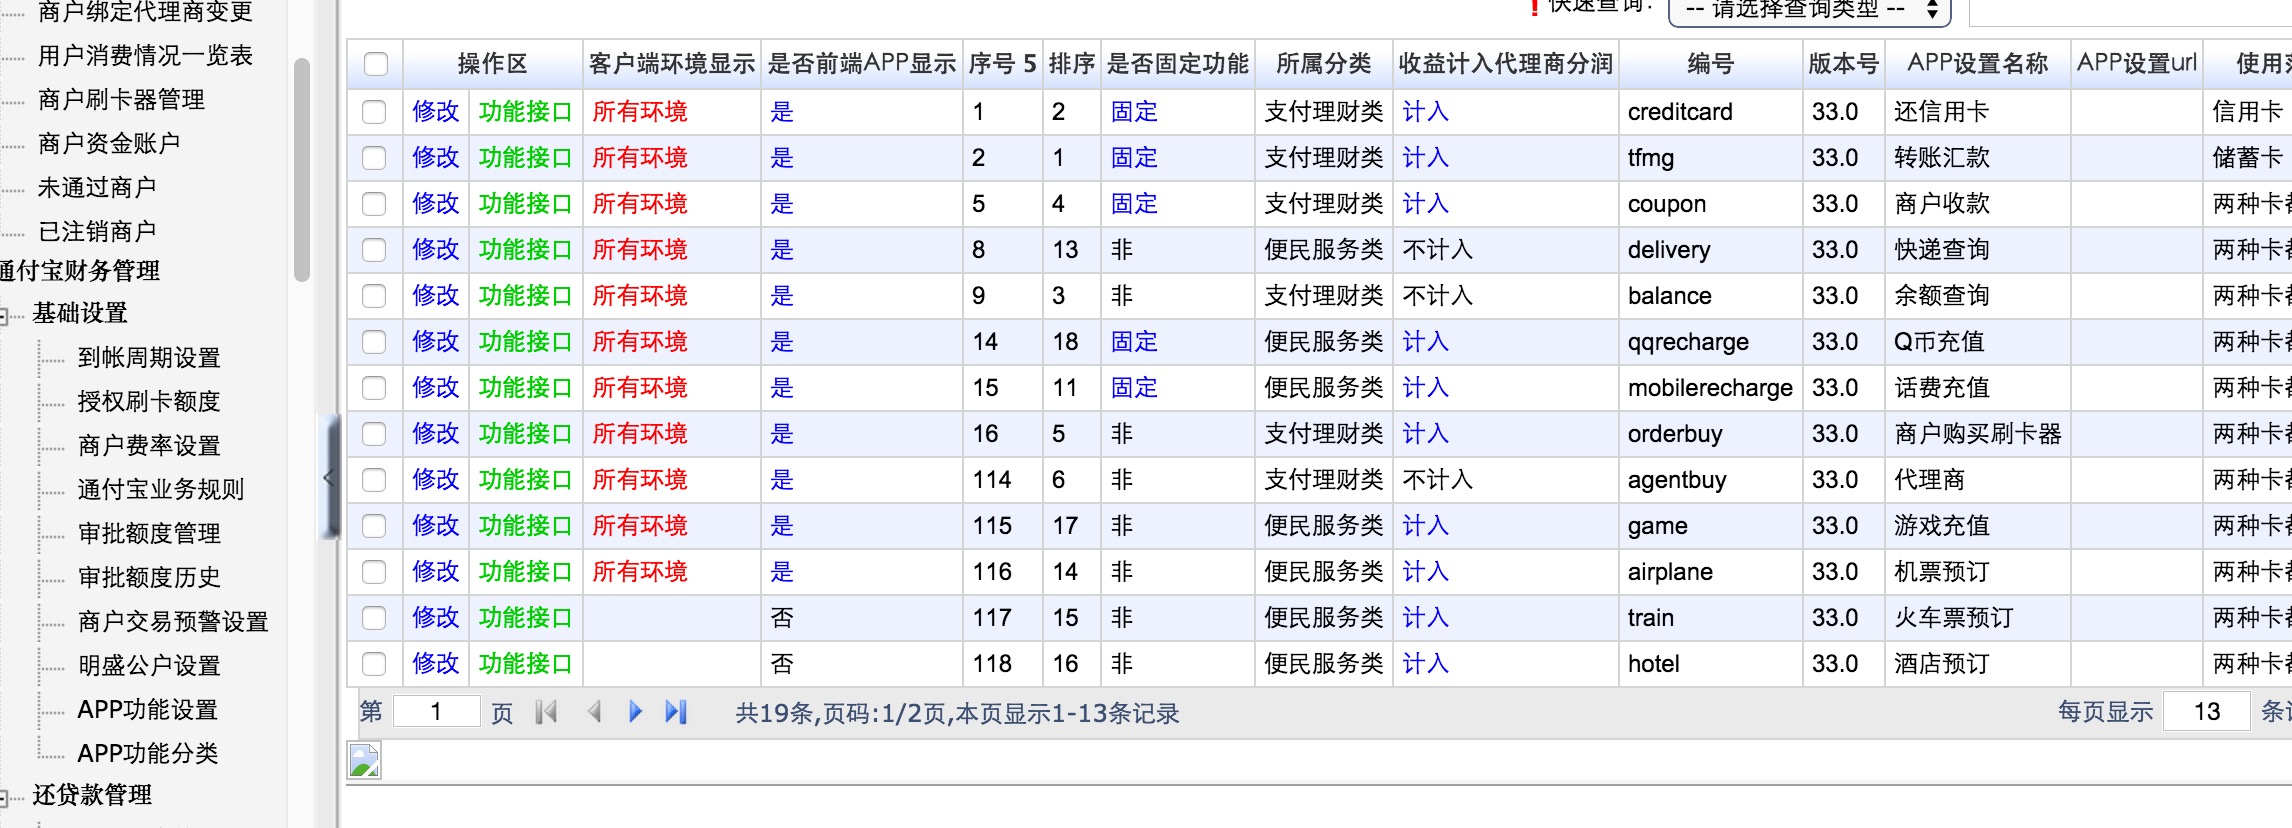 商户绑定代理商变更
用户消费情况一览表
商户刷卡器管理
商户资金账户
未通过商户
已注销商户
通付宝财务管理
基础设置
到帐周期设置
授权刷卡额度
商户费率设置
通付宝业务规则
审批额度管理
审批额度历史
商户交易预警设置
明盛公户设置
APP功能设置
APP功能分类
还贷款管理
! 快速查询: -- 请选择查询类型 --
操作区 客户端环境显示 是否前端APP显示 序号 5 排序 是否固定功能 所属分类 收益计入代理商分润 编号 版本号 APP设置名称 APP设置url 使用
修改 功能接口 所有环境 是 1 2 固定 支付理财类 计入 creditcard 33.0 还信用卡 信用卡
修改 功能接口 所有环境 是 2 1 固定 支付理财类 计入 tfmg 33.0 转账汇款 储蓄卡
修改 功能接口 所有环境 是 5 4 固定 支付理财类 计入 coupon 33.0 商户收款 两种卡
修改 功能接口 所有环境 是 8 13 非 便民服务类 不计入 delivery 33.0 快递查询 两种卡
修改 功能接口 所有环境 是 9 3 非 支付理财类 不计入 balance 33.0 余额查询 两种卡
修改 功能接口 所有环境 是 14 18 固定 便民服务类 计入 qqrecharge 33.0 Q币充值 两种卡
修改 功能接口 所有环境 是 15 11 固定 便民服务类 计入 mobilerecharge 33.0 话费充值 两种卡
修改 功能接口 所有环境 是 16 5 非 支付理财类 计入 orderbuy 33.0 商户购买刷卡器 两种卡
修改 功能接口 所有环境 是 114 6 非 支付理财类 不计入 agentbuy 33.0 代理商 两种卡
修改 功能接口 所有环境 是 115 17 非 便民服务类 计入 game 33.0 游戏充值 两种卡
修改 功能接口 所有环境 是 116 14 非 便民服务类 计入 airplane 33.0 机票预订 两种卡
修改 功能接口 否 117 15 非 便民服务类 计入 train 33.0 火车票预订 两种卡
修改 功能接口 否 118 16 非 便民服务类 计入 hotel 33.0 酒店预订 两种卡
第 1 页 共19条,页码:1/2页,本页显示1-13条记录 每页显示 13 条